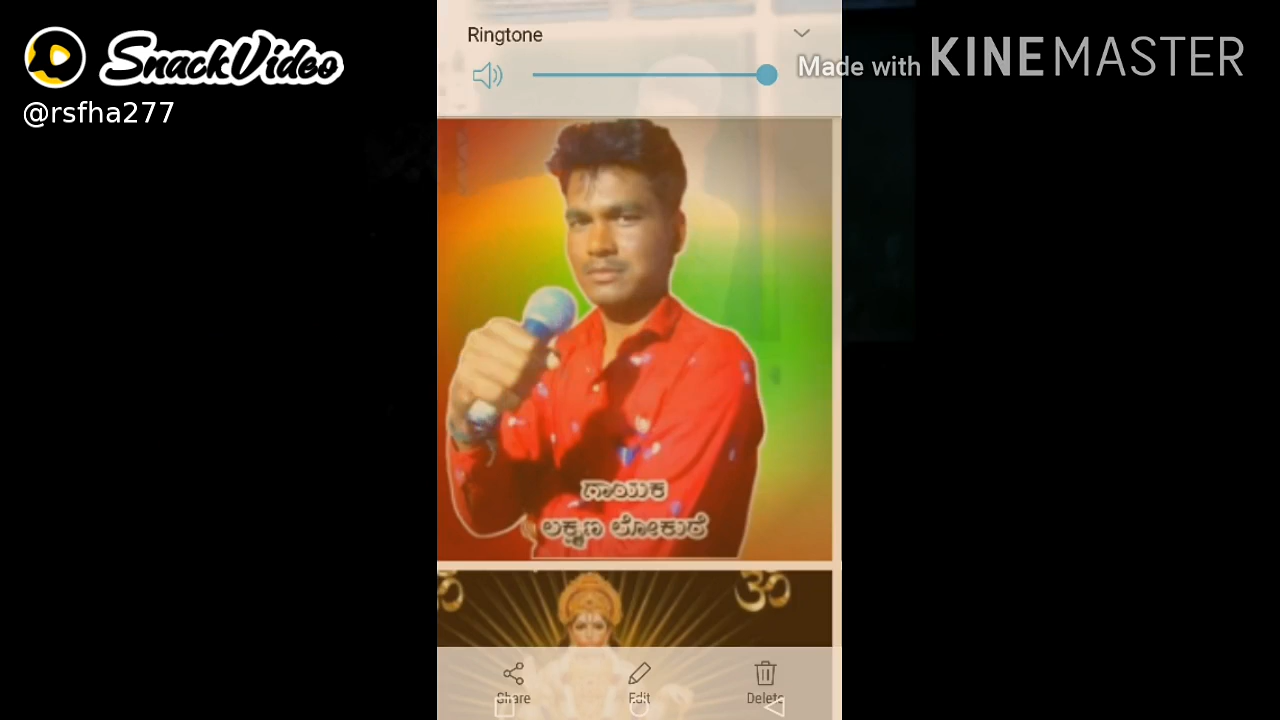 SnackVideo
@rsfha277
Ringtone
Made with KINEMASTER
ಗಾಯಕ
ಲಕ್ಷ್ಮಣ ಲೋಕುರೆ
ॐ
ॐ
Share
Edit
Delete